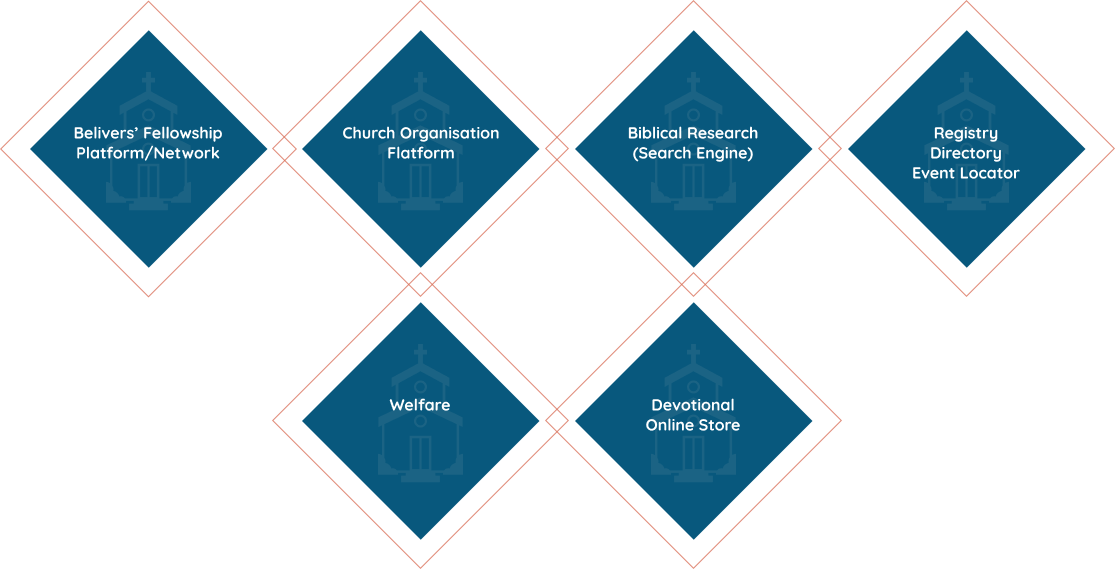 Belivers’ Fellowship
Platform/Network
Church Organisation
Flatform
Biblical Research
(Search Engine)
Registry
Directory
Event Locator
Welfare
Devotional
Online Store